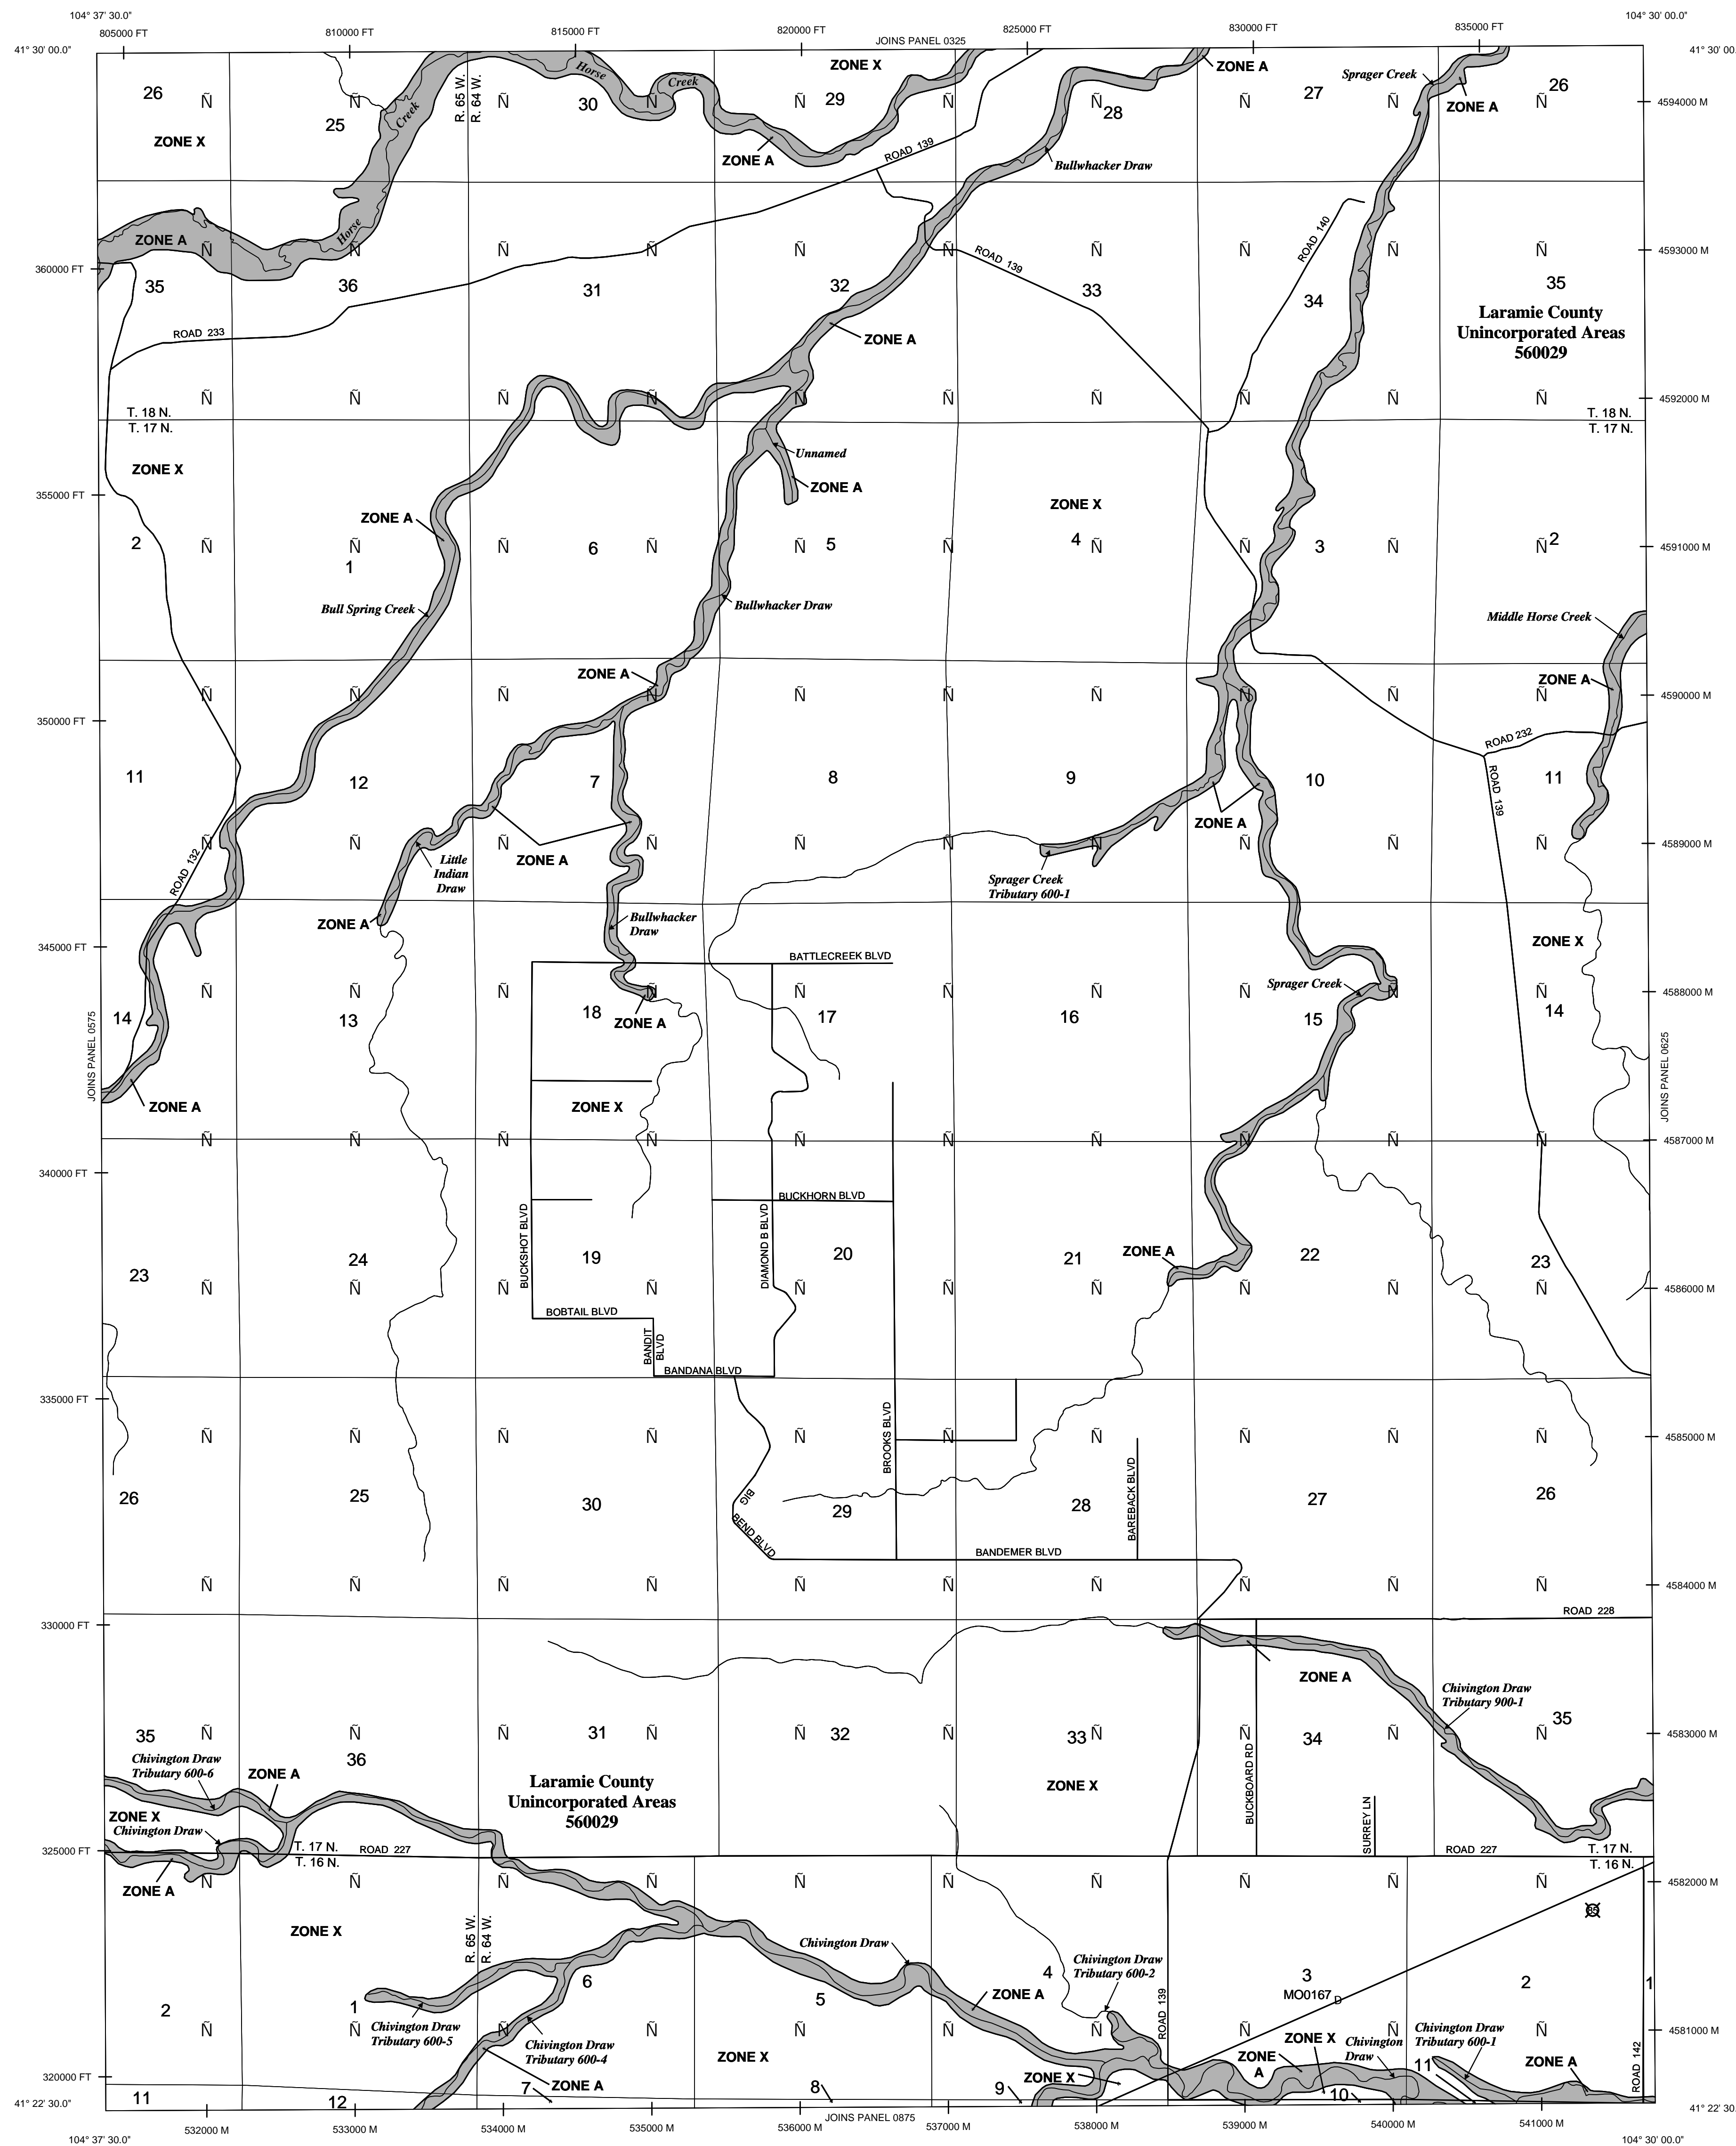 104° 37' 30.0"
104° 30' 00.0"
805000 FT
810000 FT
815000 FT
820000 FT
825000 FT
830000 FT
835000 FT
JOINS PANEL 0325
41° 30' 00.0"
41° 30' 00.
ZONE X
ZONE A
Sprager Creek
Horse
Creek
R. 65 W.
R. 64 W.
26
25
30
29
28
27
26
ZONE A
Ñ Ñ Ñ Ñ Ñ Ñ Ñ Ñ Ñ Ñ
4594000 M
Creek
ZONE X
ZONE A
ROAD 139
Bullwhacker Draw
Horse
ZONE A
ROAD 140
Ñ Ñ Ñ Ñ Ñ Ñ Ñ Ñ Ñ Ñ
4593000 M
ROAD 139
360000 FT
35
36
31
32
33
34
35
Laramie County
Unincorporated Areas
560029
ROAD 233
ZONE A
Ñ Ñ Ñ Ñ Ñ Ñ Ñ Ñ Ñ Ñ
4592000 M
T. 18 N.
T. 17 N.
T. 18 N.
T. 17 N.
ZONE X
Unnamed
ZONE A
355000 FT
ZONE X
ZONE A
2
1
6
5
4
3
2
Ñ Ñ Ñ Ñ Ñ Ñ Ñ Ñ Ñ Ñ
4591000 M
Bull Spring Creek
Bullwhacker Draw
Middle Horse Creek
ZONE A
ZONE A
Ñ Ñ Ñ Ñ Ñ Ñ Ñ Ñ Ñ Ñ
4590000 M
350000 FT
ROAD 232
ROAD 139
11
12
7
8
9
10
11
ZONE A
Ñ Ñ Ñ Ñ Ñ Ñ Ñ Ñ Ñ Ñ
4589000 M
ROAD 132
Little
Indian
Draw
ZONE A
Sprager Creek
Tributary 600-1
ZONE A
Bullwhacker
Draw
345000 FT
ZONE X
BATTLECREEK BLVD
Sprager Creek
Ñ Ñ Ñ Ñ Ñ Ñ Ñ Ñ Ñ Ñ
4588000 M
14
13
18
17
16
15
14
ZONE A
JOINS PANEL 0575
JOINS PANEL 0625
ZONE A
ZONE X
Ñ Ñ Ñ Ñ Ñ Ñ Ñ Ñ Ñ Ñ
4587000 M
340000 FT
BUCKHORN BLVD
BUCKSHOT BLVD
DIAMOND B BLVD
23
24
19
20
21
22
23
ZONE A
Ñ Ñ Ñ Ñ Ñ Ñ Ñ Ñ Ñ Ñ
4586000 M
BOBTAIL BLVD
BANDIT
BLVD
BANDANA BLVD
335000 FT
BROOKS BLVD
Ñ Ñ Ñ Ñ Ñ Ñ Ñ Ñ Ñ Ñ
4585000 M
26
25
30
29
28
27
26
BIG
BEND BLVD
BAREBACK BLVD
BANDEMER BLVD
Ñ Ñ Ñ Ñ Ñ Ñ Ñ Ñ Ñ Ñ
4584000 M
330000 FT
ROAD 228
ZONE A
Chivington Draw
Tributary 900-1
35
36
31
32
33
34
35
Ñ Ñ Ñ Ñ Ñ Ñ Ñ Ñ Ñ Ñ
4583000 M
Chivington Draw
Tributary 600-6
ZONE A
Laramie County
Unincorporated Areas
560029
ZONE X
BUCKBOARD RD
SURREY LN
ZONE X
Chivington Draw
325000 FT
T. 17 N.
T. 16 N.
ROAD 227
ROAD 227
T. 17 N.
T. 16 N.
ZONE A
Ñ Ñ Ñ Ñ Ñ Ñ Ñ Ñ Ñ
4582000 M
ZONE X
R. 65 W.
R. 64 W.
Chivington Draw
Chivington Draw
Tributary 600-2
2
1
6
5
4
3
2
1
ZONE A
MO0167
D
Chivington Draw
Tributary 600-5
Chivington Draw
Tributary 600-4
ROAD 139
Ñ Ñ Ñ Ñ Ñ Ñ Ñ Ñ Ñ Ñ
4581000 M
ZONE X
ZONE X
Chivington
Draw
Chivington Draw
Tributary 600-1
ZONE
A
ZONE A
ZONE A
ZONE X
ROAD 142
320000 FT
11
12
7
8
9
10
11
41° 22' 30.0"
41° 22' 30.
JOINS PANEL 0875
532000 M
533000 M
534000 M
535000 M
536000 M
537000 M
538000 M
539000 M
540000 M
541000 M
104° 37' 30.0"
104° 30' 00.0"